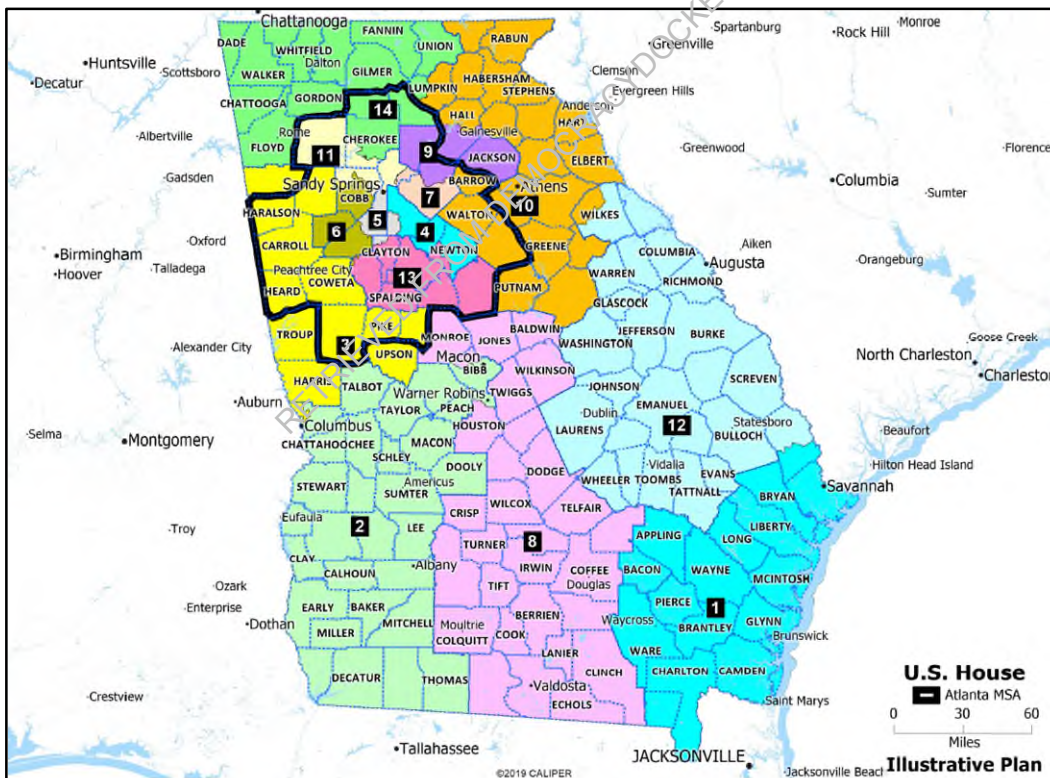 Chattanooga
Spartanburg
Monroe
Rock Hill
Greenville
Huntsville
Scottsboro
Decatur
DADE
FANNIN
WHITFIELD
Dalton
UNION
RABUN
GILMER
WALKER
LUMPKIN
HABERSHAM
STEPHENS
Clemson
Evergreen Hills
Anderson
CHATTOOGA
GORDON
HALL
HART
14
Albertville
Rome
FLOYD
CHEROKEE
Gainesville
Greenwood
Florence
11
9
JACKSON
ELBERT
Gadsden
Sandy Springs
BARROW
Athens
Columbia
Sumter
COBB
7
10
HARALSON
5
WALTON
WILKES
6
4
Birmingham
Hoover
Oxford
Talladega
CARROLL
CLAYTON
NEWTON
GREENE
COLUMBIA
Aiken
Orangeburg
Augusta
Peachtree City
COWETA
13
WARREN
RICHMOND
HEARD
SPALDING
PUTNAM
GLASCOCK
TROUP
PIKE
3
MONROE
JONES
BALDWIN
JEFFERSON
BURKE
WASHINGTON
Goose Creek
Alexander City
UPSON
Macon
BIBB
WILKINSON
North Charleston
Charleston
HARRIS
TALBOT
TWIGGS
JOHNSON
SCREVEN
Auburn
Warner Robins
TAYLOR
PEACH
EMANUEL
Columbus
HOUSTON
Dublin
LAURENS
12
Statesboro
BULLOCH
Beaufort
Selma
Montgomery
CHATTAHOOCHEE
MACON
SCHLEY
DOOLY
DODGE
Vidalia
EVANS
Hilton Head Island
STEWART
Americus
SUMTER
WHEELER
TOOMBS
TATTNALL
Savannah
BRYAN
WILCOX
TELFAIR
CRISP
Troy
Eufaula
2
LEE
8
LIBERTY
LONG
TURNER
APPLING
CLAY
Albany
IRWIN
COFFEE
Douglas
BACON
WAYNE
MCINTOSH
CALHOUN
TIFT
Ozark
Enterprise
Dothan
EARLY
BAKER
MITCHELL
BERRIEN
PIERCE
1
GLYNN
Moultrie
COLQUITT
COOK
Waycross
BRANTLEY
Brunswick
MILLER
LANIER
WARE
DECATUR
THOMAS
CLINCH
CHARLTON
CAMDEN
U.S. House
Crestview
Valdosta
ECHOLS
Saint Marys
Atlanta MSA
0 30 60
Miles
Tallahassee
JACKSONVILLE
Jacksonville Beach
Illustrative Plan
©2019 CALIPER
RETRIEVED FROM DEMOCRACYDOCKE